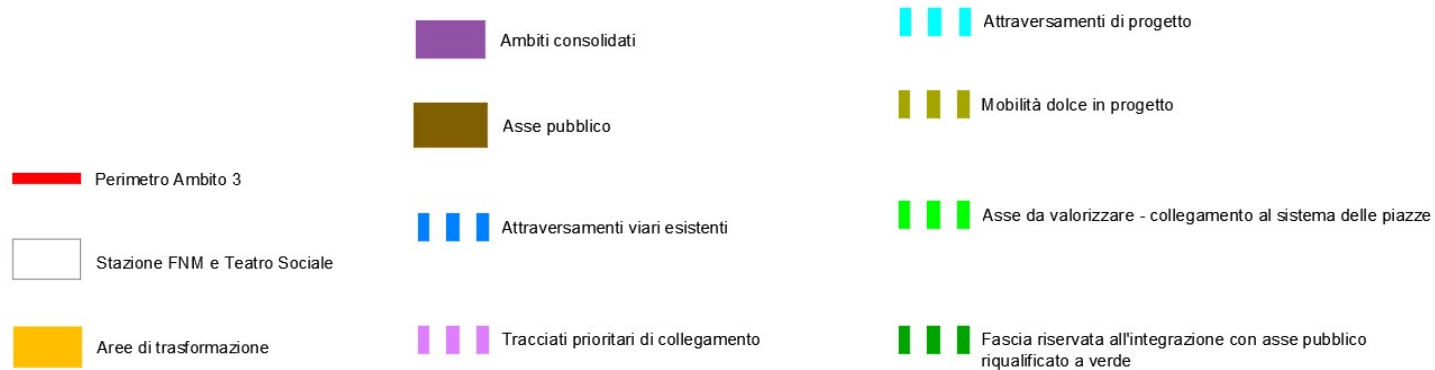 Perimetro Ambito 3
Stazione FNM e Teatro Sociale
Aree di trasformazione
Ambiti consolidati
Asse pubblico
Attraversamenti viari esistenti
Tracciati prioritari di collegamento
Attraversamenti di progetto
Mobilità dolce in progetto
Asse da valorizzare - collegamento al sistema delle piazze
Fascia riservata all'integrazione con asse pubblico
riqualificato a verde